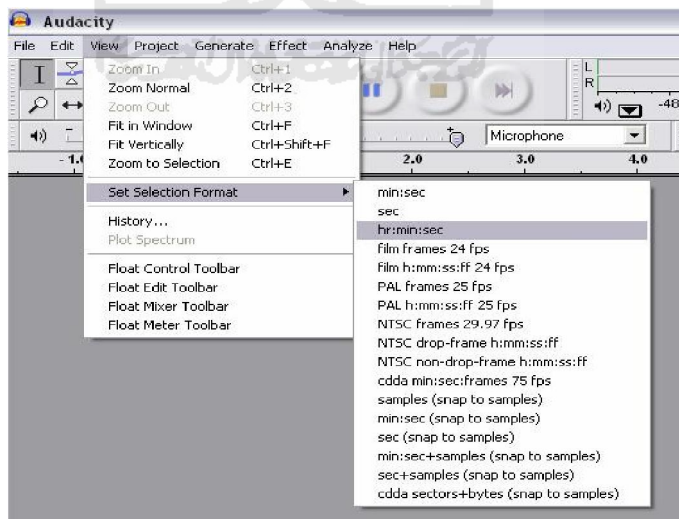 Audacity
File Edit View Project Generate Effect Analyze Help
Zoom In Ctrl+1
Zoom Normal Ctrl+2
Zoom Out Ctrl+3
Fit in Window Ctrl+F
Fit Vertically Ctrl+Shift+F
Zoom to Selection Ctrl+E
Set Selection Format
History...
Plot Spectrum
Float Control Toolbar
Float Edit Toolbar
Float Mixer Toolbar
Float Meter Toolbar
L
R
-48
Microphone
- 1.0 2.0 3.0 4.0
min:sec
sec
hr:min:sec
film frames 24 fps
film h:mm:ss:ff 24 fps
PAL frames 25 fps
PAL h:mm:ss:ff 25 fps
NTSC frames 29.97 fps
NTSC drop-frame h:mm:ss:ff
NTSC non-drop-frame h:mm:ss:ff
cdda min:sec:frames 75 fps
samples (snap to samples)
min:sec (snap to samples)
sec (snap to samples)
min:sec+samples (snap to samples)
sec+samples (snap to samples)
cdda sectors+bytes (snap to samples)